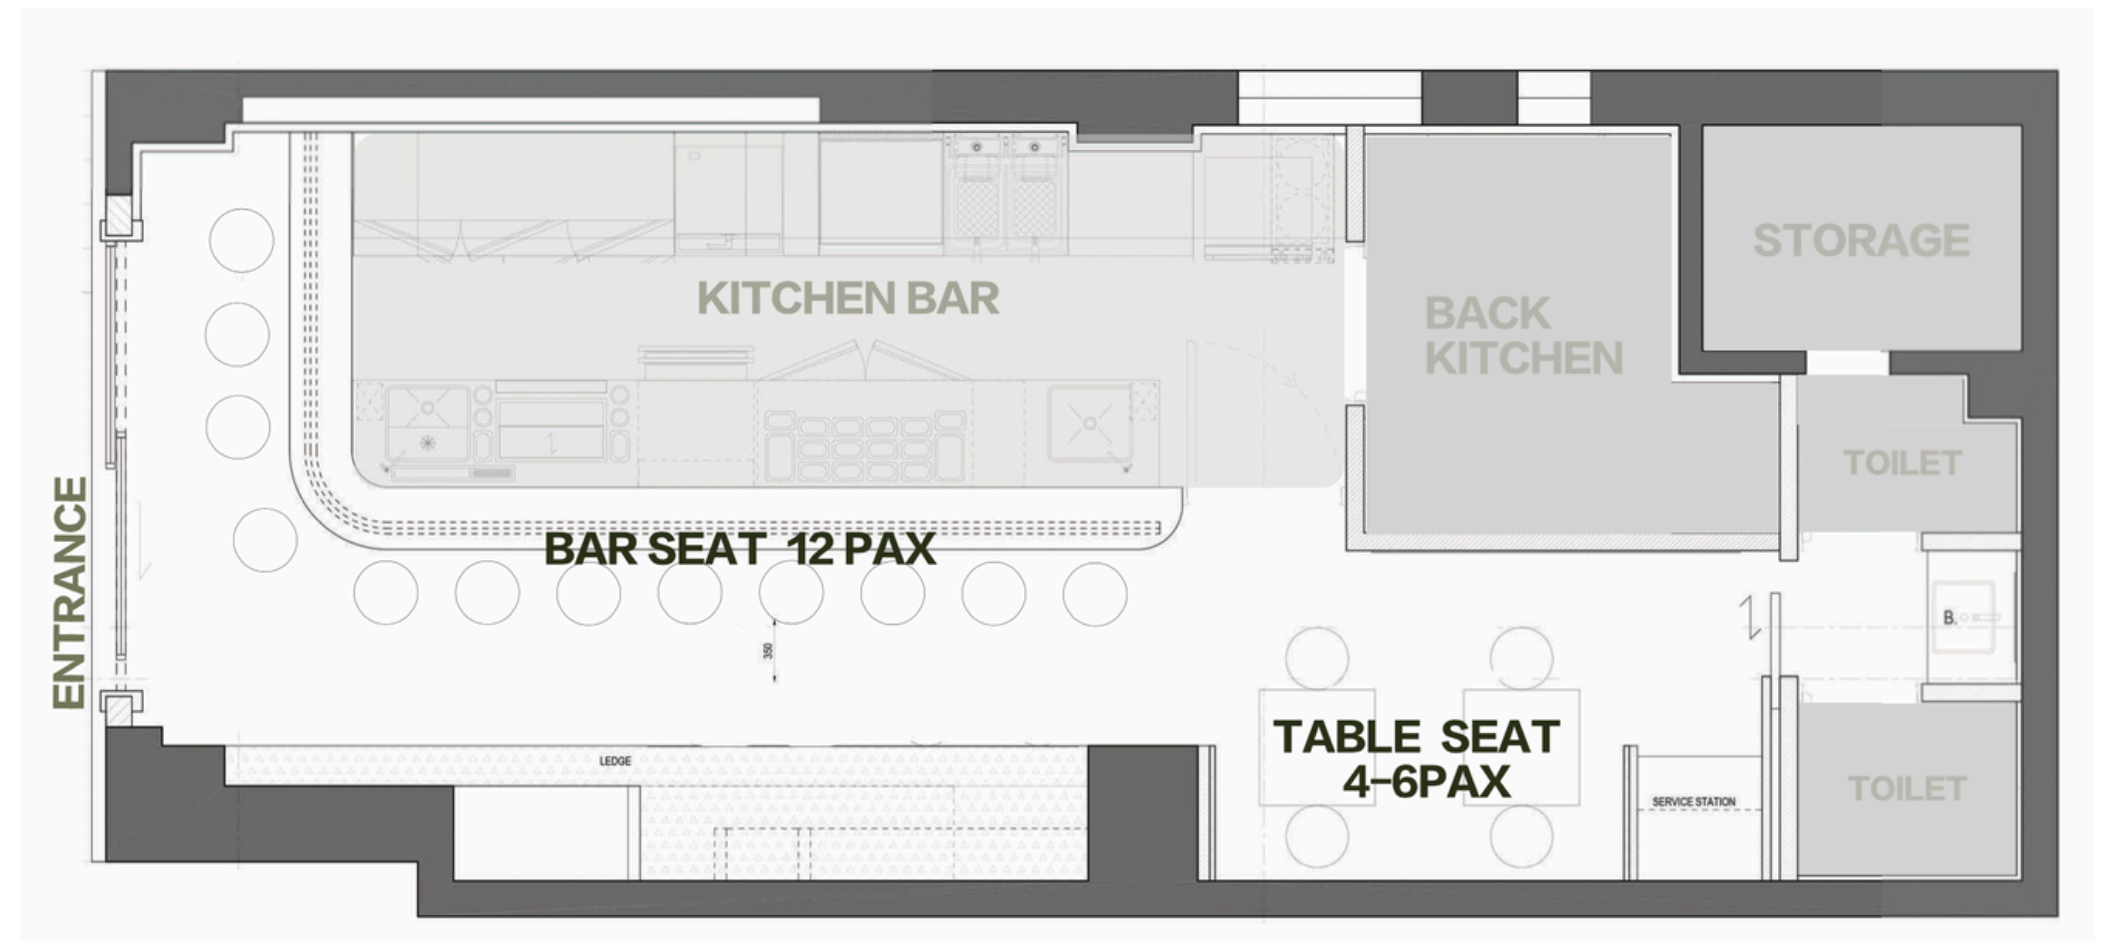 STORAGE
KITCHEN BAR
BACK
KITCHEN
TOILET
ENTRANCE
BAR SEAT 12 PAX
B.
350
TABLE SEAT
4-6PAX
LEDGE
SERVICE STATION
TOILET